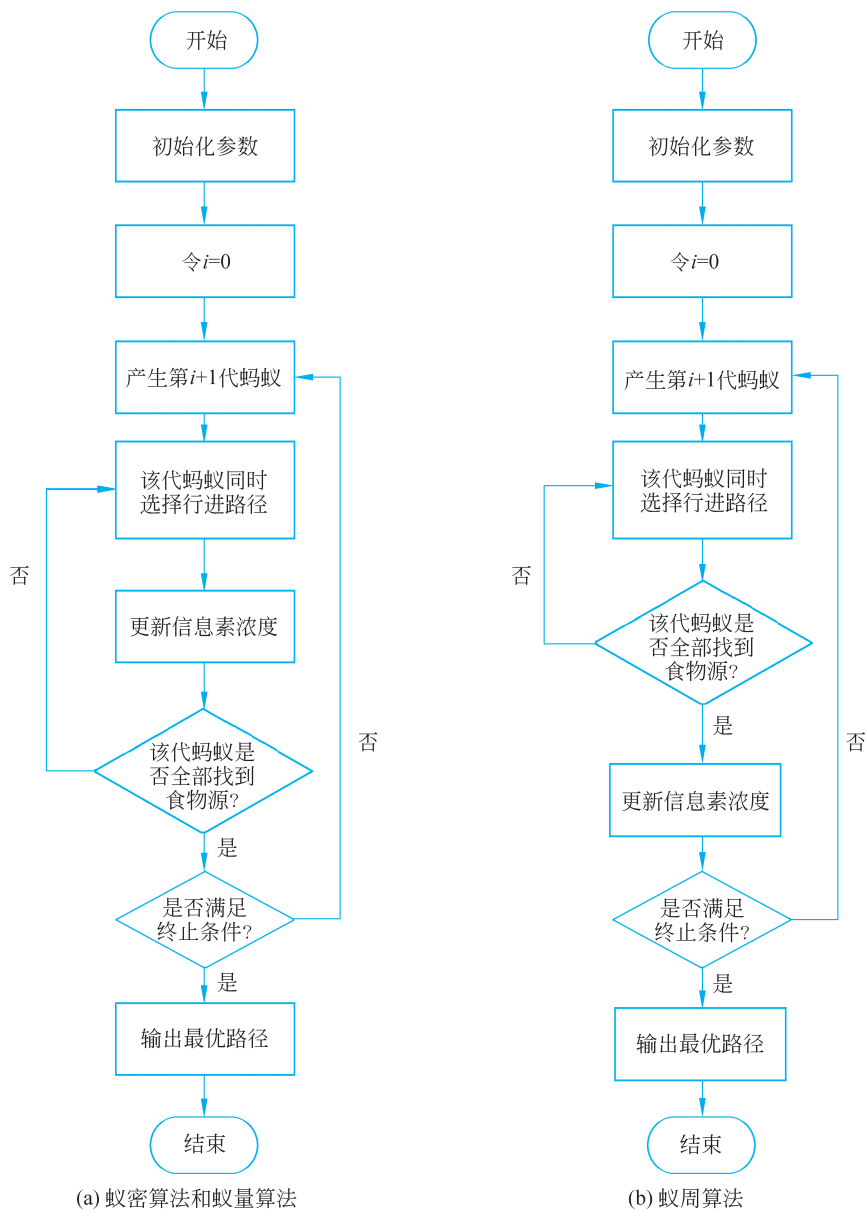 开始
初始化参数
令i=0
产生第i+1代蚂蚁
该代蚂蚁同时
选择行进路径
否
更新信息素浓度
该代蚂蚁是
否全部找到
食物源?
否
是
是否满足
终止条件?
是
输出最优路径
结束
(a) 蚁密算法和蚁量算法
开始
初始化参数
令i=0
产生第i+1代蚂蚁
该代蚂蚁同时
选择行进路径
否
该代蚂蚁是
否全部找到
食物源?
是
否
更新信息素浓度
是否满足
终止条件?
是
输出最优路径
结束
(b) 蚁周算法